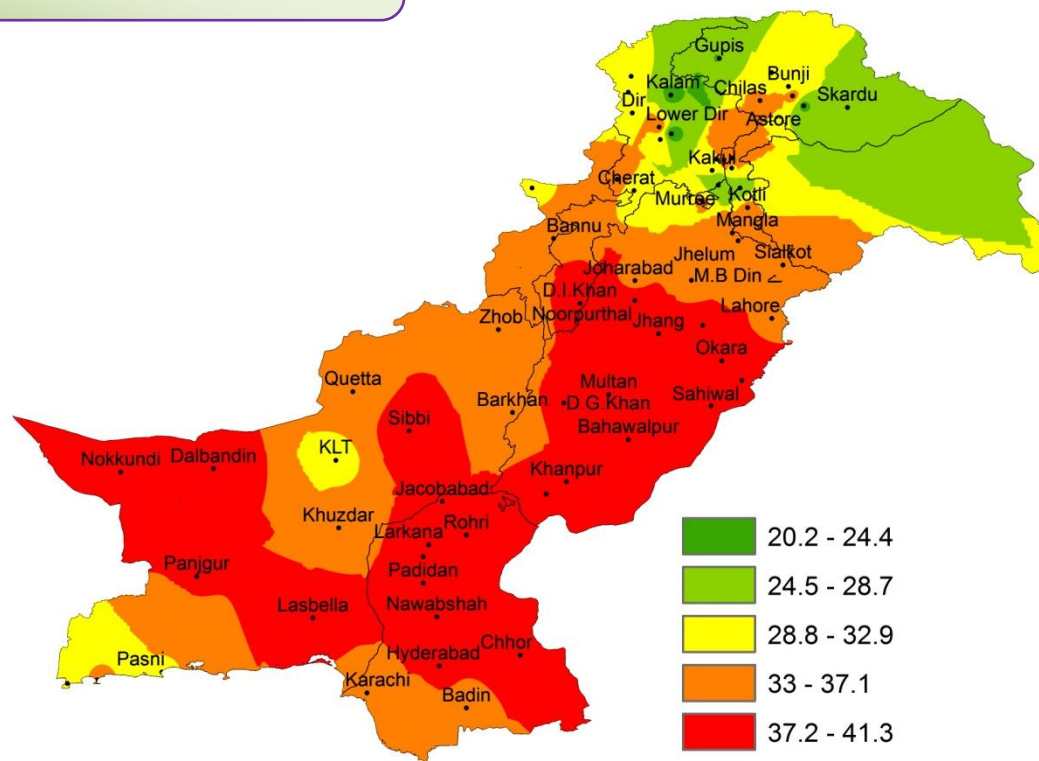 Gupis
Kalam
Chilas
Bunji
Dir
Skardu
Lower Dir
Astore
Kakul
Cherat
Murree
Kotli
Mangla
Bannu
Jhelum
Sialkot
Joharabad
M.B Din
D.I.Khan
Noorpurthal
Lahore
Zhob
Jhang
Okara
Quetta
Multan
Barkhan
D.G.Khan
Sahiwal
Sibbi
Bahawalpur
KLT
Nokkundi
Dalbandin
Khanpur
Jacobabad
Khuzdar
Larkana
Rohri
Panjgur
Padidan
Lasbella
Nawabshah
Chhor
Pasni
Hyderabad
Karachi
Badin
20.2 - 24.4
24.5 - 28.7
28.8 - 32.9
33 - 37.1
37.2 - 41.3